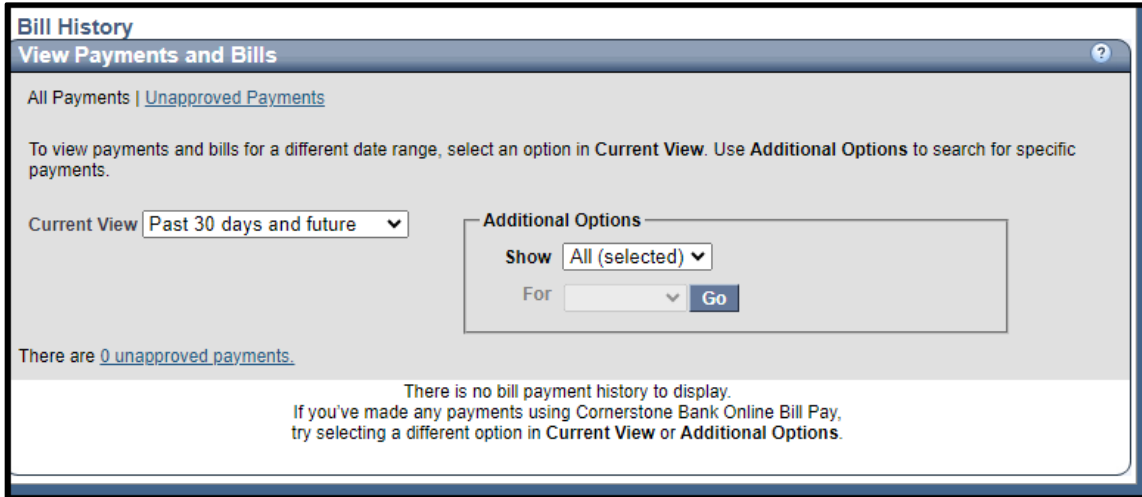 Bill History
View Payments and Bills ?
All Payments | Unapproved Payments
To view payments and bills for a different date range, select an option in Current View. Use Additional Options to search for specific
payments.
Current View Past 30 days and future
Additional Options
Show All (selected)
For Go
There are 0 unapproved payments.
There is no bill payment history to display.
If you've made any payments using Cornerstone Bank Online Bill Pay,
try selecting a different option in Current View or Additional Options.